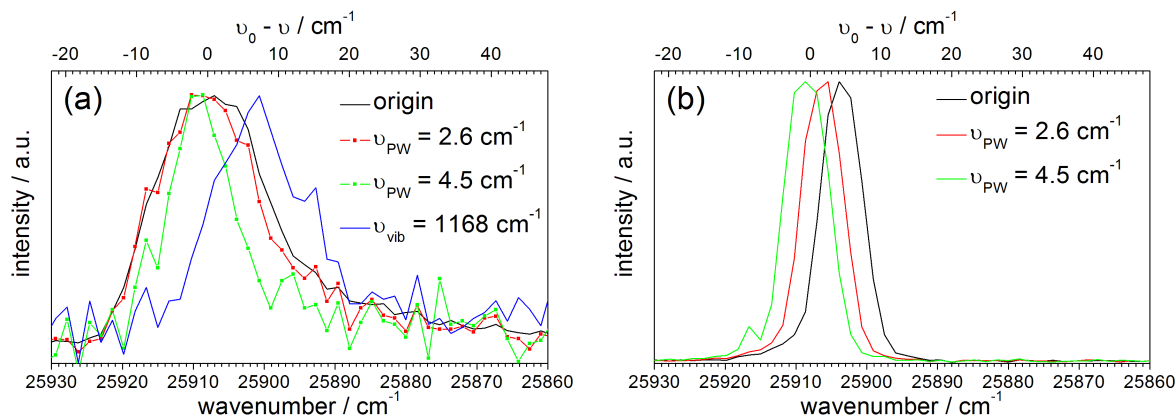 υ₀ - υ / cm⁻¹
-20 -10 0 10 20 30 40
(a)
origin
υPW = 2.6 cm⁻¹
υPW = 4.5 cm⁻¹
υvib = 1168 cm⁻¹
intensity / a.u.
25930 25920 25910 25900 25890 25880 25870 25860
wavenumber / cm⁻¹
υ₀ - υ / cm⁻¹
-20 -10 0 10 20 30 40
(b)
origin
υPW = 2.6 cm⁻¹
υPW = 4.5 cm⁻¹
intensity / a.u.
25930 25920 25910 25900 25890 25880 25870 25860
wavenumber / cm⁻¹